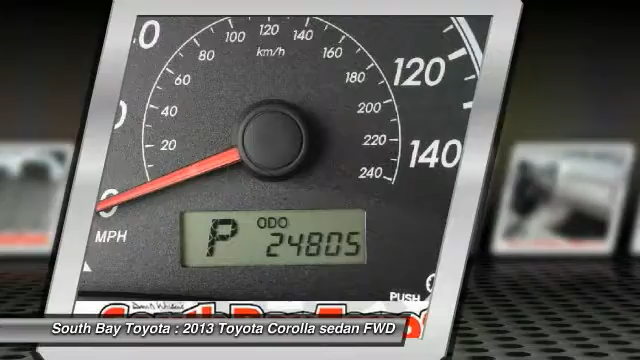 100 120 140
80 km/h 160
60 180
40 200
20 220
240
120
140
0
MPH
P ODO 24805
PUSH
South Bay Toyota : 2013 Toyota Corolla sedan FWD